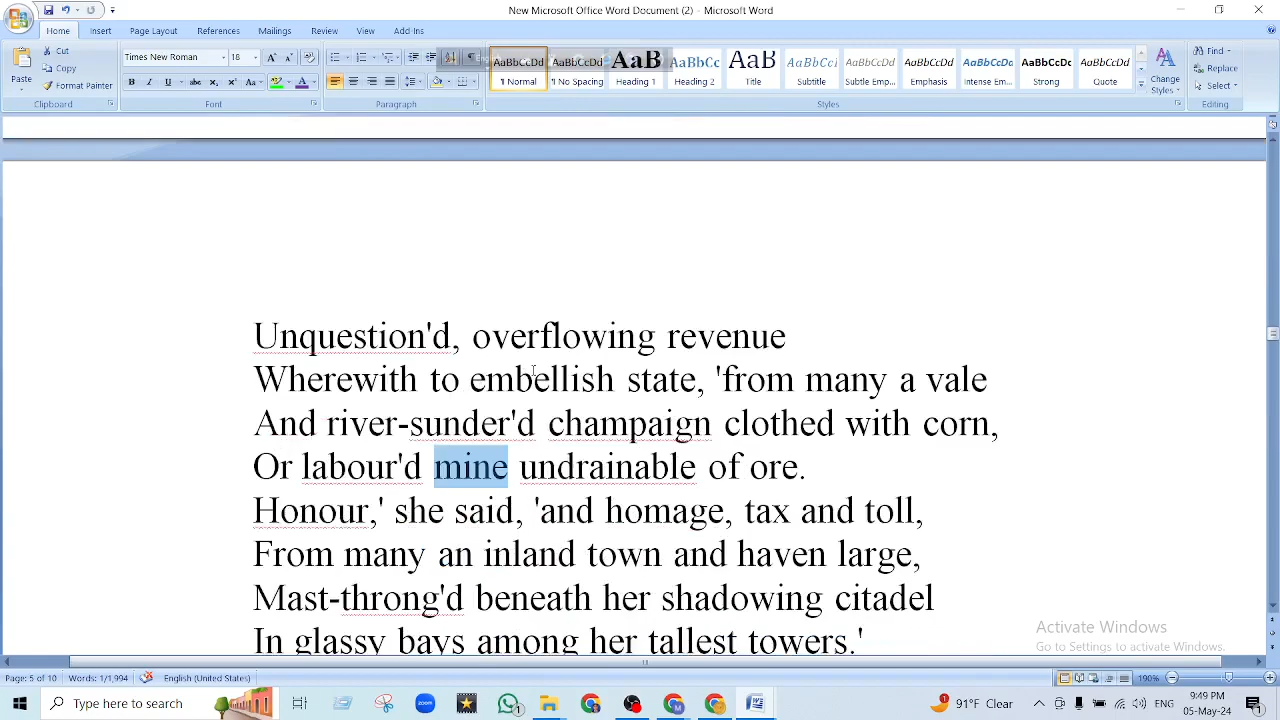 New Microsoft Office Word Document (2) - Microsoft Word
Home Insert Page Layout References Mailings Review View Add-Ins
Paste Cut Copy Format Painter Clipboard
Times New Roman 18 Font
Paragraph
AaBbCcDd ¶ Normal
AaBbCcDd ¶ No Spacing
AaB Heading 1
AaBbCc Heading 2
AaB Title
AaBbCcI Subtitle
AaBbCcDd Subtle Emp...
AaBbCcDd Emphasis
AaBbCcDd Intense Em...
AaBbCcDc Strong
AaBbCcDd Quote
Change Styles
Styles
Find Replace Select Editing
Unquestion'd, overflowing revenue
Wherewith to embellish state, 'from many a vale
And river-sunder'd champaign clothed with corn,
Or labour'd mine undrainable of ore.
Honour,' she said, 'and homage, tax and toll,
From many an inland town and haven large,
Mast-throng'd beneath her shadowing citadel
In glassy bays among her tallest towers.'
Activate Windows
Go to Settings to activate Windows.
Page: 5 of 10 Words: 1/1,994 English (United States) 190%
Type here to search zoom 91°F Clear ENG 9:49 PM 05-May-24